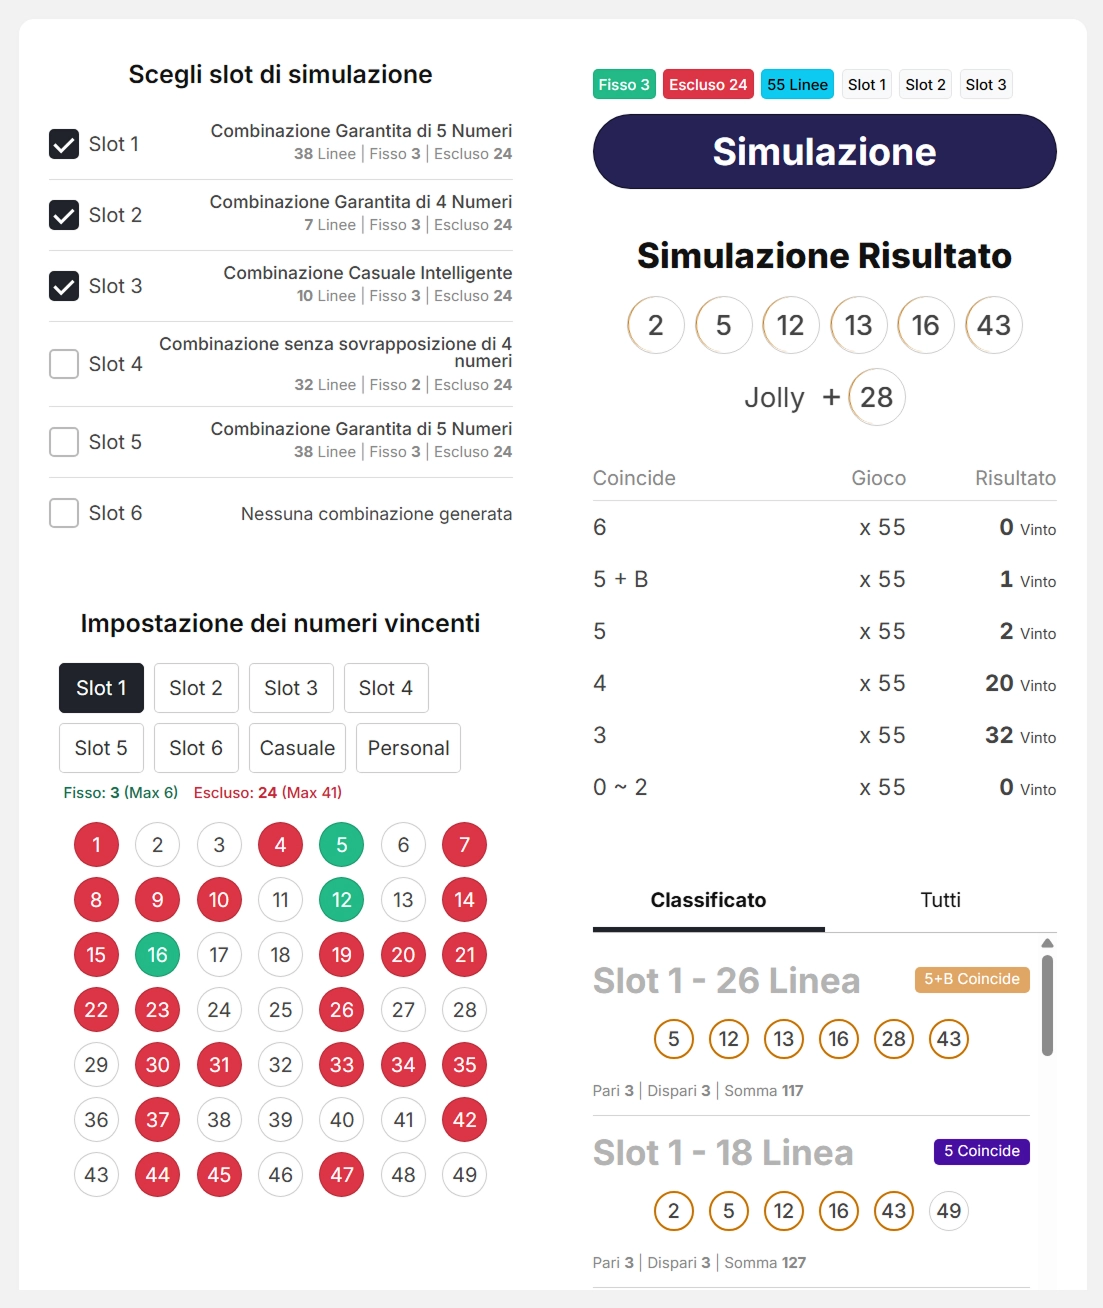 Scegli slot di simulazione
Slot 1
Combinazione Garantita di 5 Numeri
38 Linee | Fisso 3 | Escluso 24
Slot 2
Combinazione Garantita di 4 Numeri
7 Linee | Fisso 3 | Escluso 24
Slot 3
Combinazione Casuale Intelligente
10 Linee | Fisso 3 | Escluso 24
Slot 4
Combinazione senza sovrapposizione di 4
numeri
32 Linee | Fisso 2 | Escluso 24
Slot 5
Combinazione Garantita di 5 Numeri
38 Linee | Fisso 3 | Escluso 24
Slot 6
Nessuna combinazione generata
Impostazione dei numeri vincenti
Slot 1 Slot 2 Slot 3 Slot 4
Slot 5 Slot 6 Casuale Personal
Fisso: 3 (Max 6) Escluso: 24 (Max 41)
1 2 3 4 5 6 7
8 9 10 11 12 13 14
15 16 17 18 19 20 21
22 23 24 25 26 27 28
29 30 31 32 33 34 35
36 37 38 39 40 41 42
43 44 45 46 47 48 49
Fisso 3 Escluso 24 55 Linee Slot 1 Slot 2 Slot 3
Simulazione
Simulazione Risultato
2 5 12 13 16 43
Jolly + 28
Coincide Gioco Risultato
6 x 55 0 Vinto
5 + B x 55 1 Vinto
5 x 55 2 Vinto
4 x 55 20 Vinto
3 x 55 32 Vinto
0 ~ 2 x 55 0 Vinto
Classificato Tutti
Slot 1 - 26 Linea 5+B Coincide
5 12 13 16 28 43
Pari 3 | Dispari 3 | Somma 117
Slot 1 - 18 Linea 5 Coincide
2 5 12 16 43 49
Pari 3 | Dispari 3 | Somma 127